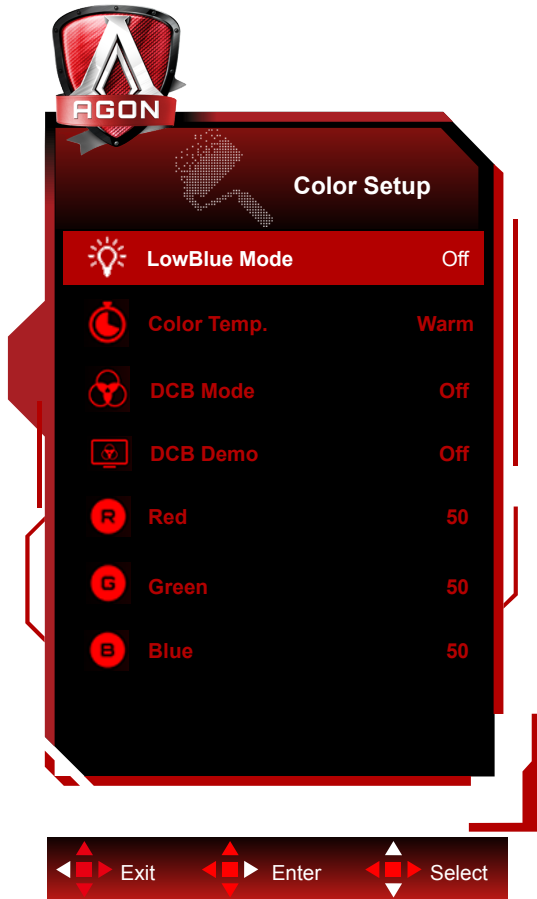 AGON
Color Setup
LowBlue Mode Off
Color Temp. Warm
DCB Mode Off
DCB Demo Off
R Red 50
G Green 50
B Blue 50
Exit Enter Select